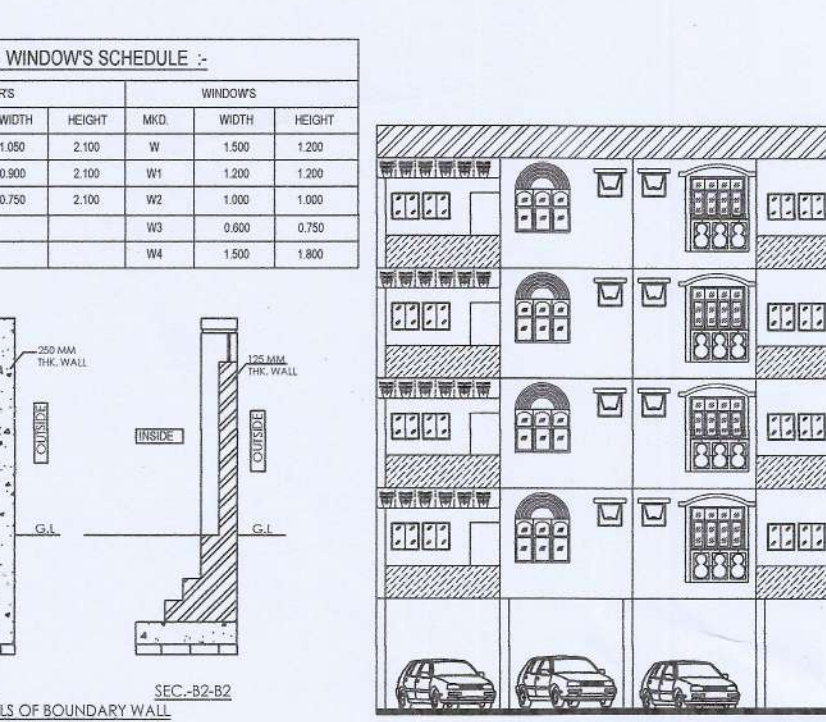 WINDOW'S SCHEDULE :-
R'S WINDOW'S
WIDTH HEIGHT MKD. WIDTH HEIGHT
1.050 2.100 W 1.500 1.200
0.900 2.100 W1 1.200 1.200
0.750 2.100 W2 1.000 1.000
W3 0.600 0.750
W4 1.500 1.800
250 MM
THK. WALL
OUTSIDE
G.L
125 MM
THK. WALL
INSIDE
OUTSIDE
G.L
SEC.-B2-B2
LS OF BOUNDARY WALL